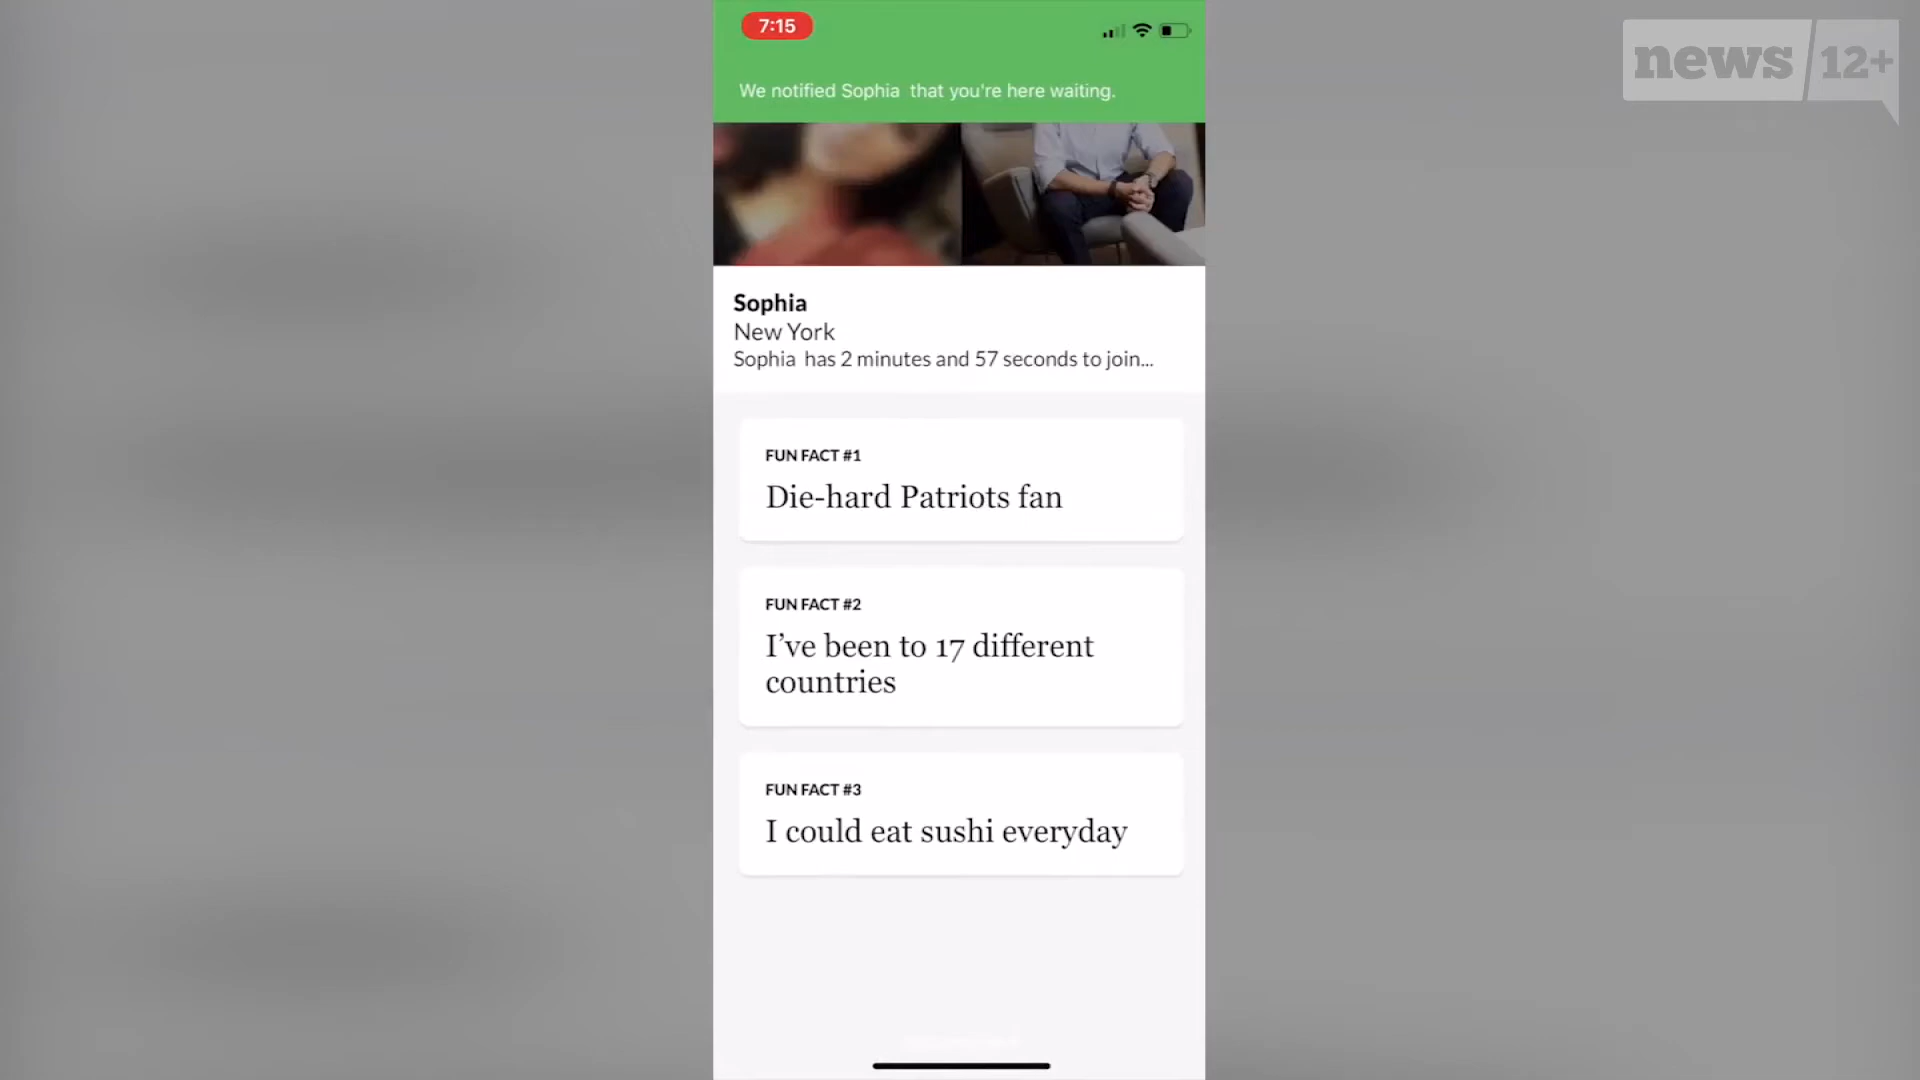 7:15
news 12+
We notified Sophia that you're here waiting.
Sophia
New York
Sophia has 2 minutes and 57 seconds to join...
FUN FACT #1
Die-hard Patriots fan
FUN FACT #2
I've been to 17 different
countries
FUN FACT #3
I could eat sushi everyday